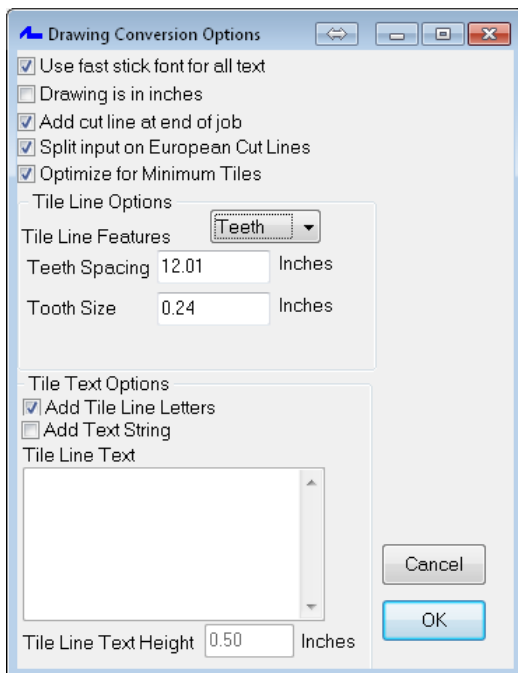 Drawing Conversion Options
Use fast stick font for all text
Drawing is in inches
Add cut line at end of job
Split input on European Cut Lines
Optimize for Minimum Tiles
Tile Line Options
Tile Line Features Teeth
Teeth Spacing 12.01 Inches
Tooth Size 0.24 Inches
Tile Text Options
Add Tile Line Letters
Add Text String
Tile Line Text
Cancel
OK
Tile Line Text Height 0.50 Inches